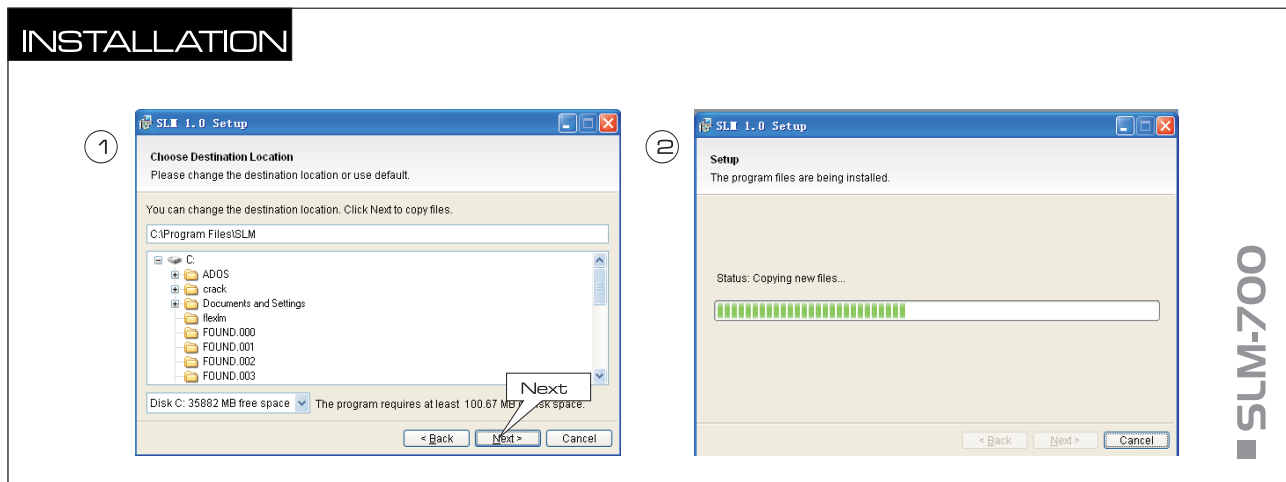 INSTALLATION
1
SLM 1.0 Setup
Choose Destination Location
Please change the destination location or use default.
You can change the destination location. Click Next to copy files.
C:\Program Files\SLM
C:
ADOS
crack
Documents and Settings
flexlm
FOUND.000
FOUND.001
FOUND.002
FOUND.003
Next
Disk C: 35882 MB free space
The program requires at least 100.67 MB space.
< Back
Next >
Cancel
2
SLM 1.0 Setup
Setup
The program files are being installed.
Status: Copying new files...
< Back
Next >
Cancel
SLM-700